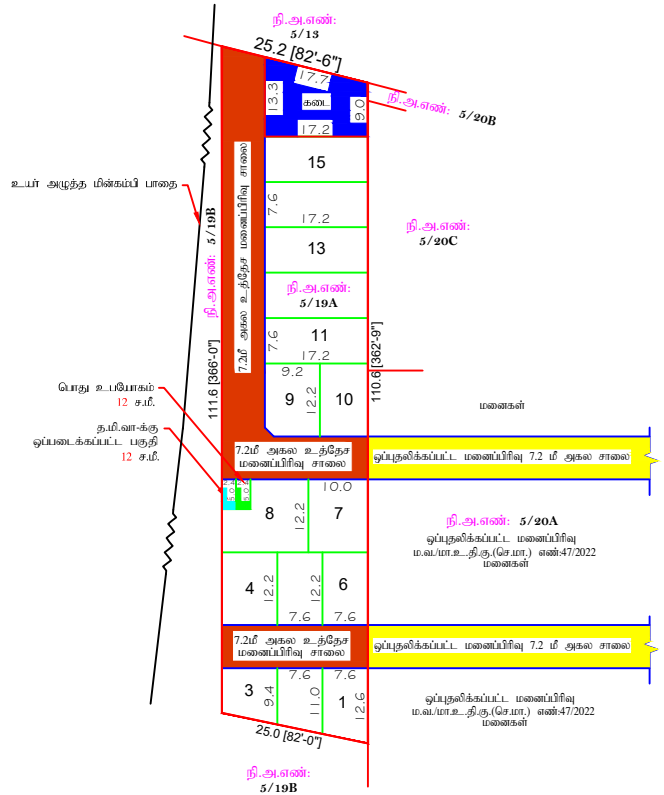 நி.அ.எண்:
5/13
25.2 [82'-6"]
17.7
13.3
கடை
9.0
17.2
நி.அ.எண்: 5/20B
15
7.6
17.2
13
நி.அ.எண்:
5/19A
11
7.6
17.2
9.2
9
12.2
10
7.2மீ அகல உத்தேச மனைப்பிரிவு சாலை
நி.அ.எண்: 5/19B
111.6 [366'-0"]
110.6 [362'-9"]
உயர் அழுத்த மின்கம்பி பாதை
நி.அ.எண்:
5/20C
மனைகள்
பொது உபயோகம்
12 ச.மீ.
த.மி.வா-க்கு
ஒப்படைக்கப்பட்ட பகுதி
12 ச.மீ.
7.2மீ அகல உத்தேச
மனைப்பிரிவு சாலை
ஒப்புதலிக்கப்பட்ட மனைப்பிரிவு 7.2 மீ அகல சாலை
2.4
5.0
2.4
5.0
10.0
8
12.2
7
நி.அ.எண்: 5/20A
ஒப்புதலிக்கப்பட்ட மனைப்பிரிவு
ம.வ./மா.உ.தி.கு.(செ.மா.) எண்:47/2022
மனைகள்
4
12.2
12.2
6
7.6
7.6
7.2மீ அகல உத்தேச
மனைப்பிரிவு சாலை
ஒப்புதலிக்கப்பட்ட மனைப்பிரிவு 7.2 மீ அகல சாலை
7.6
7.6
3
9.4
11.0
1
12.6
25.0 [82'-0"]
ஒப்புதலிக்கப்பட்ட மனைப்பிரிவு
ம.வ./மா.உ.தி.கு.(செ.மா.) எண்:47/2022
மனைகள்
நி.அ.எண்:
5/19B